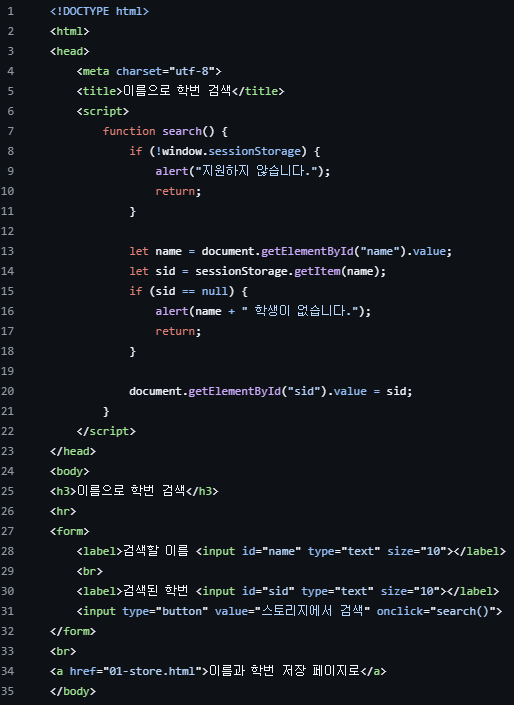 1 <!DOCTYPE html>
2 <html>
3 <head>
4 <meta charset="utf-8">
5 <title>이름으로 학번 검색</title>
6 <script>
7 function search() {
8 if (!window.sessionStorage) {
9 alert("지원하지 않습니다.");
10 return;
11 }
12
13 let name = document.getElementById("name").value;
14 let sid = sessionStorage.getItem(name);
15 if (sid == null) {
16 alert(name + " 학생이 없습니다.");
17 return;
18 }
19
20 document.getElementById("sid").value = sid;
21 }
22 </script>
23 </head>
24 <body>
25 <h3>이름으로 학번 검색</h3>
26 <hr>
27 <form>
28 <label>검색할 이름 <input id="name" type="text" size="10"></label>
29 <br>
30 <label>검색된 학번 <input id="sid" type="text" size="10"></label>
31 <input type="button" value="스토리지에서 검색" onclick="search()">
32 </form>
33 <br>
34 <a href="01-store.html">이름과 학번 저장 페이지로</a>
35 </body>